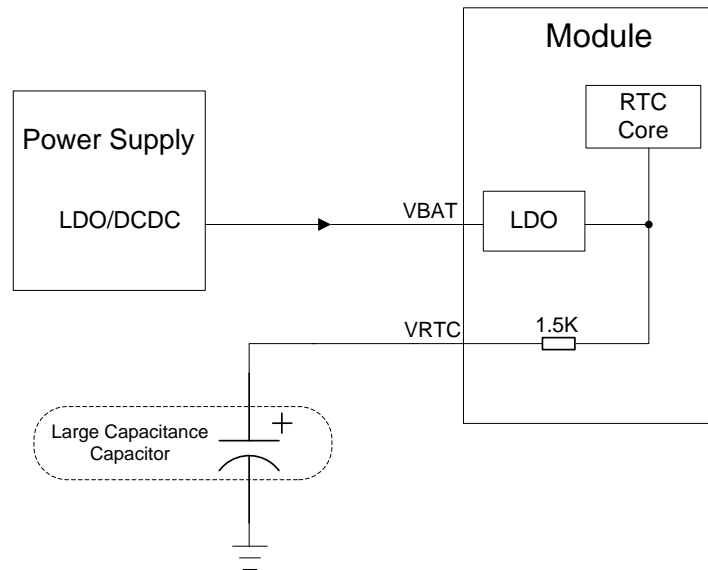 Module
RTC
Core
Power Supply
LDO/DCDC
VBAT
LDO
VRTC
1.5K
Large Capacitance
Capacitor
+